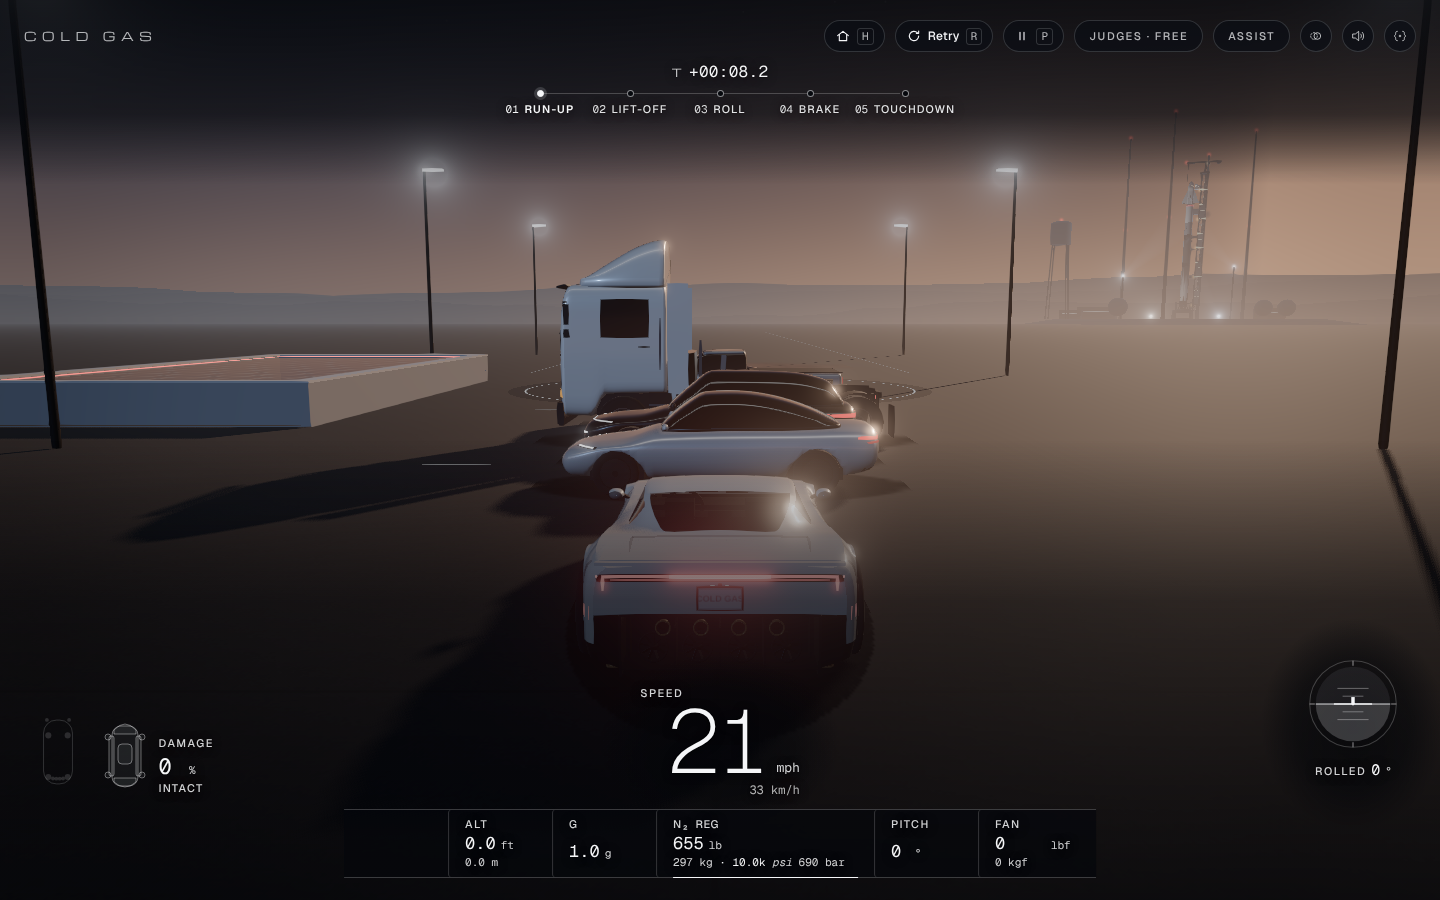 COLD GAS
H
Retry R
P
JUDGES · FREE
ASSIST
T +00:08.2
01 RUN-UP
02 LIFT-OFF
03 ROLL
04 BRAKE
05 TOUCHDOWN
SPEED
21 mph
33 km/h
DAMAGE
0 %
INTACT
ROLLED 0 °
ALT
0.0 ft
0.0 m
G
1.0 g
N₂ REG
655 lb
297 kg · 10.0k psi 690 bar
PITCH
0 °
FAN
0 lbf
0 kgf